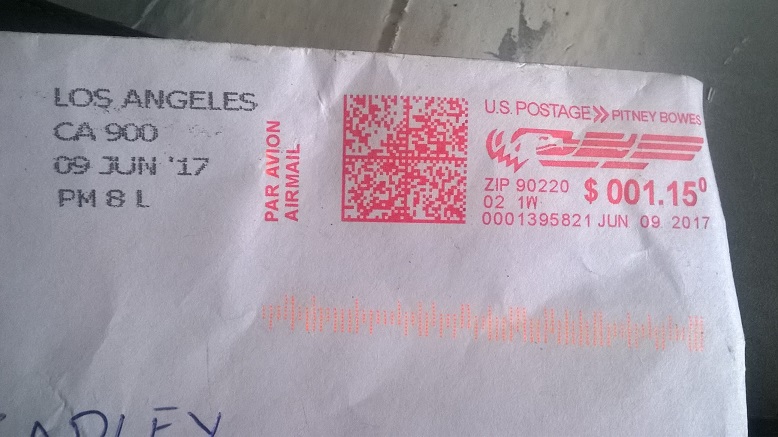 LOS ANGELES
CA 900
09 JUN '17
PM 8 L
PAR AVION
AIRMAIL
U.S. POSTAGE>>PITNEY BOWES
ZIP 90220
02 1W
$ 001.15⁰
0001395821 JUN 09 2017